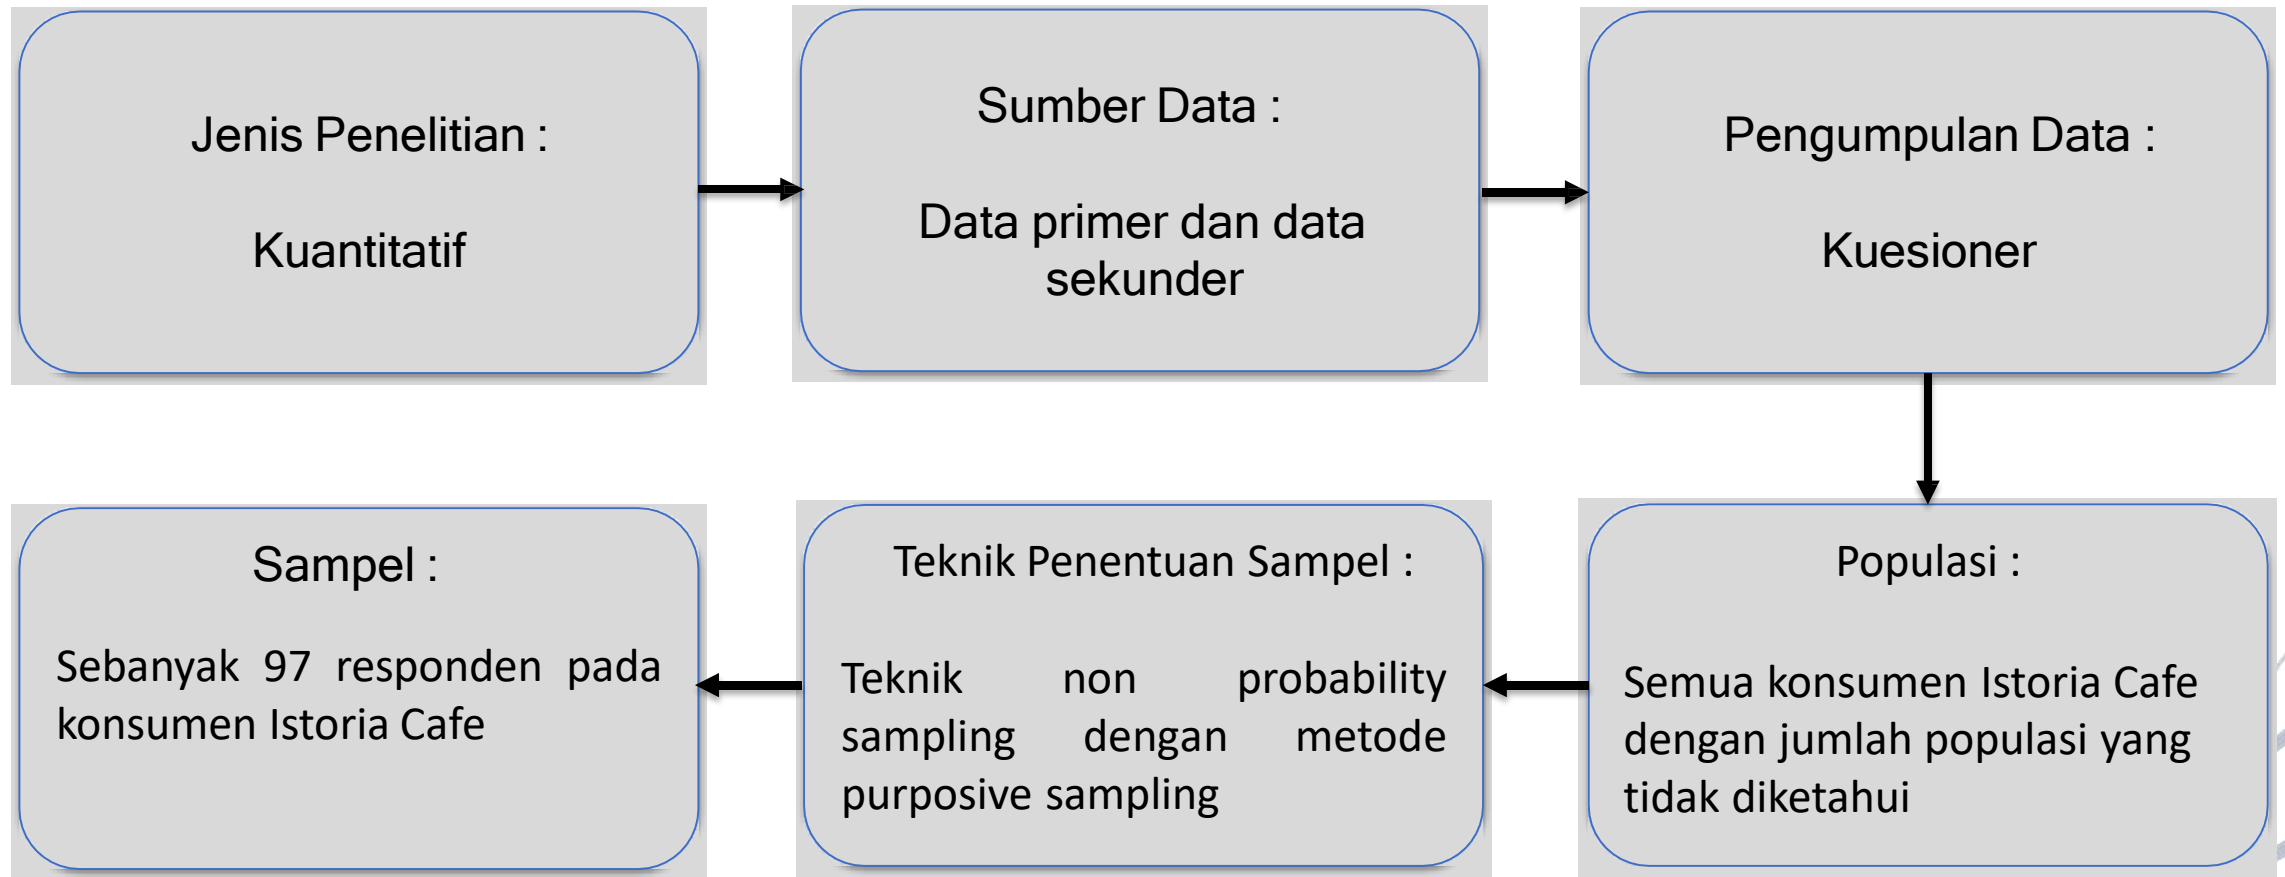 Jenis Penelitian :
Kuantitatif
Sumber Data :
Data primer dan data
sekunder
Pengumpulan Data :
Kuesioner
Populasi :
Semua konsumen Istoria Cafe
dengan jumlah populasi yang
tidak diketahui
Teknik Penentuan Sampel :
Teknik non probability
sampling dengan metode
purposive sampling
Sampel :
Sebanyak 97 responden pada
konsumen Istoria Cafe